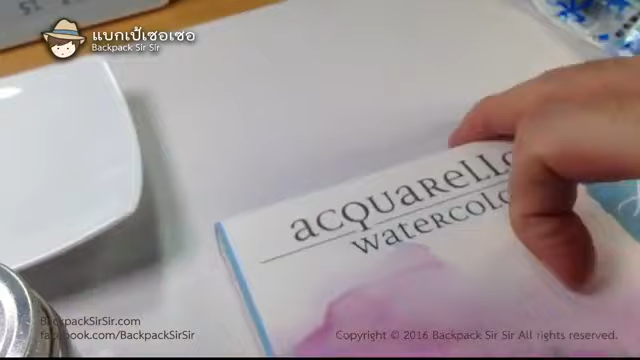 แบกเป้เซอเซอ
Backpack Sir Sir
acquarello
watercolo
BackpackSirSir.com
facebook.com/BackpackSirSir
Copyright © 2016 Backpack Sir Sir All rights reserved.